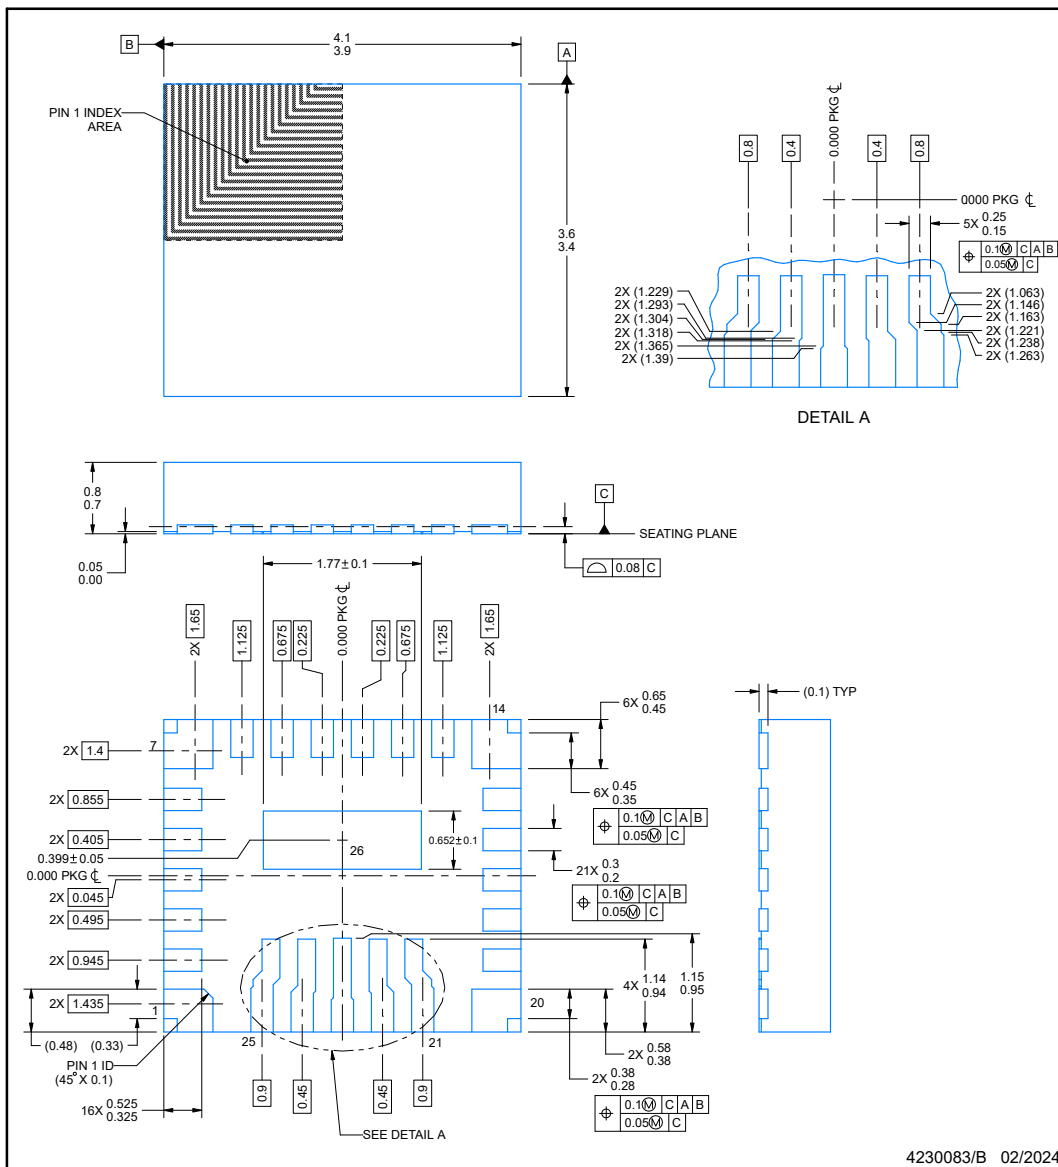 B
4.1
3.9
A
PIN 1 INDEX
AREA
3.6
3.4
0.8
0.4
0.000 PKG ℄
0.4
0.8
0000 PKG ℄
5X 0.25
0.15
⌖ 0.1Ⓜ C A B
0.05Ⓜ C
2X (1.229)
2X (1.293)
2X (1.304)
2X (1.318)
2X (1.365)
2X (1.39)
2X (1.063)
2X (1.146)
2X (1.163)
2X (1.221)
2X (1.238)
2X (1.263)
DETAIL A
0.8
0.7
0.05
0.00
C
SEATING PLANE
⌓ 0.08 C
1.77±0.1
2X 1.65
1.125
0.675
0.225
0.000 PKG ℄
0.225
0.675
1.125
2X 1.65
14
7
6X 0.65
0.45
6X 0.45
0.35
⌖ 0.1Ⓜ C A B
0.05Ⓜ C
(0.1) TYP
2X 1.4
2X 0.855
2X 0.405
0.399±0.05
0.000 PKG ℄
2X 0.045
2X 0.495
2X 0.945
2X 1.435
26
0.652±0.1
21X 0.3
0.2
⌖ 0.1Ⓜ C A B
0.05Ⓜ C
4X 1.14
0.94
1.15
0.95
1
20
25
21
(0.48)
(0.33)
PIN 1 ID
(45° X 0.1)
16X 0.525
0.325
0.9
0.45
0.45
0.9
2X 0.58
0.38
2X 0.38
0.28
⌖ 0.1Ⓜ C A B
0.05Ⓜ C
SEE DETAIL A
4230083/B 02/2024